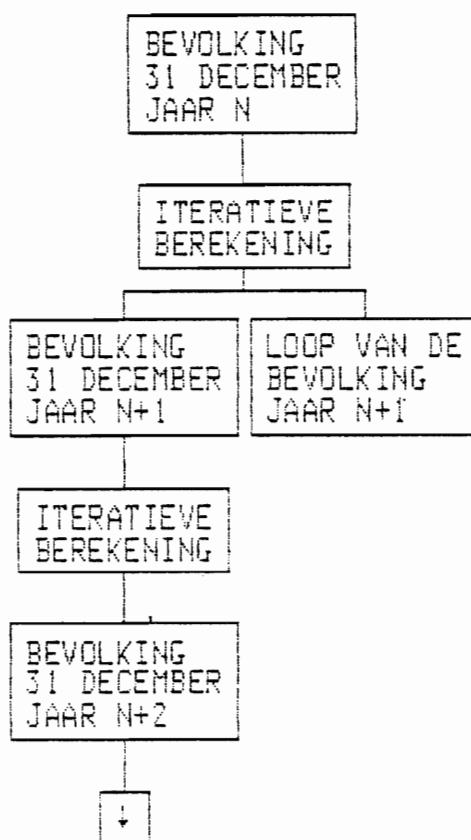 BEVOLKING
31 DECEMBER
JAAR N
ITERATIEVE
BEREKENING
BEVOLKING
31 DECEMBER
JAAR N+1
LOOP VAN DE
BEVOLKING
JAAR N+1
ITERATIEVE
BEREKENING
BEVOLKING
31 DECEMBER
JAAR N+2
↓